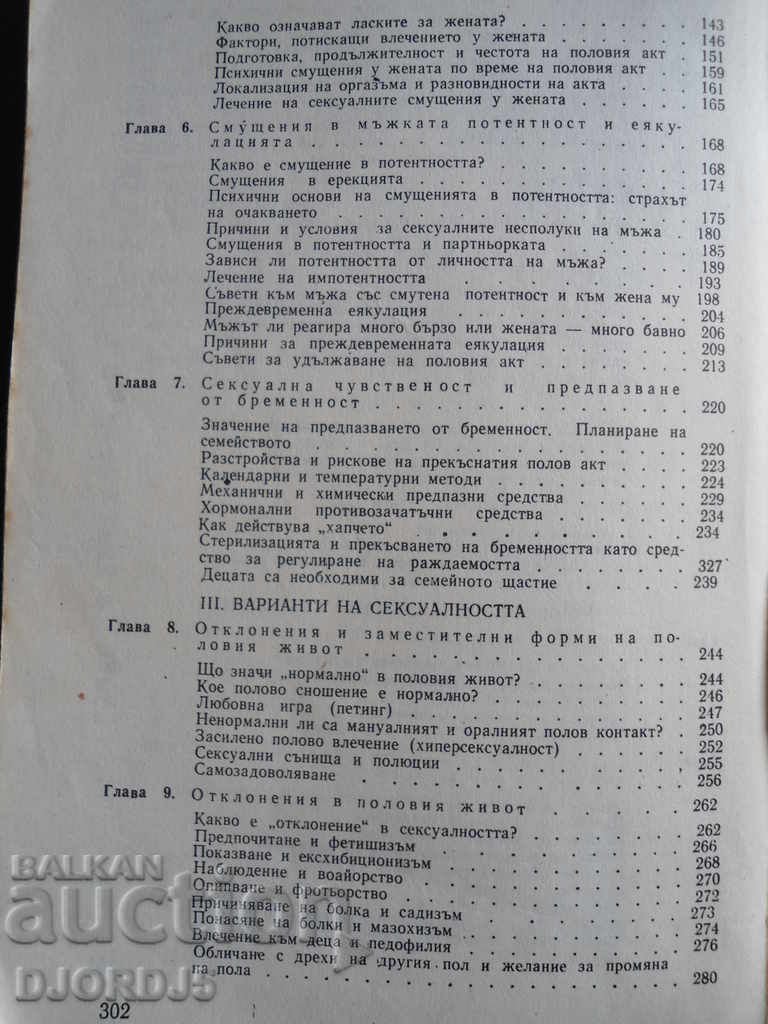 Какво означават ласките за жената? . . . . . . . . . 143
Фактори, потискащи влечението у жената . . . . . . . 146
Подготовка, продължителност и честота на половия акт . 151
Психични смущения у жената по време на половия акт . . 159
Локализация на оргазъма и разновидности на акта . . . . 161
Лечение на сексуалните смущения у жената . . . . . . 165
Глава 6. Смущения в мъжката потентност и еяку-
лацията . . . . . . . . . . . . . . . . . 168
Какво е смущение в потентността? . . . . . . . . . . 168
Смущения в ерекцията . . . . . . . . . . . . . . 174
Психични основи на смущенията в потентността: страхът
на очакването . . . . . . . . . . . . . . . . . 175
Причини и условия за сексуалните несполуки на мъжа . 180
Смущения в потентността и партньорката . . . . . . . 185
Зависи ли потентността от личността на мъжа? . . . . 189
Лечение на импотентността . . . . . . . . . . 193
Съвети към мъжа със смутена потентност и към жена му 198
Преждевременна еякулация . . . . . . . . . . . . 204
Мъжът ли реагира много бързо или жената — много бавно 206
Причини за преждевременната еякулация . . . . . . . 209
Съвети за удължаване на половия акт . . . . . . . . 213
Глава 7. Сексуална чувственост и предпазване
от бременност . . . . . . . . . . . . . . . 220
Значение на предпазването от бременност. Планиране на
семейството . . . . . . . . . . . . . . . . . 220
Разстройства и рискове на прекъснатия полов акт . . . . 223
Календарни и температурни методи . . . . . . . . . 224
Механични и химически предпазни средства . . . . . . 229
Хормонални противозачатъчни средства . . . . . . . 234
Как действува „хапчето“ . . . . . . . . . . . . 234
Стерилизацията и прекъсването на бременността като сред-
ство за регулиране на раждаемостта . . . . . . . . 327
Децата са необходими за семейното щастие . . . . 239
III. ВАРИАНТИ НА СЕКСУАЛНОСТТА
Глава 8. Отклонения и заместителни форми на по-
ловия живот . . . . . . . . . . . . . . . 244
Що значи „нормално“ в половия живот? . . . . . . . . 244
Кое полово сношение е нормално? . . . . . . . . . . 246
Любовна игра (петинг) . . . . . . . . . . . . . . 247
Ненормални ли са мануалният и оралният полов контакт? . 250
Засилено полово влечение (хиперсексуалност) . . . . . . 252
Сексуални сънища и полюции . . . . . . . . . . . 255
Самозадоволяване . . . . . . . . . . . . . . . 256
Глава 9. Отклонения в половия живот . . . . . . . 262
Какво е „отклонение“ в сексуалността? . . . . . . . . 262
Предпочитане и фетишизъм . . . . . . . . . . . . 266
Показване и ексхибиционизъм . . . . . . . . . . . 268
Наблюдение и воайорство . . . . . . . . . . . . 270
Опипване и фротьорство . . . . . . . . . . . . . 272
Причиняване на болка и садизъм . . . . . . . . . . 273
Понасяне на болки и мазохизъм . . . . . . . . . . 274
Влечение към деца и педофилия . . . . . . . . . . 276
Обличане с дрехи на другия пол и желание за промяна
на пола . . . . . . . . . . . . . . . . . . . 280
302
BALKAN
auction
DJORDJ5